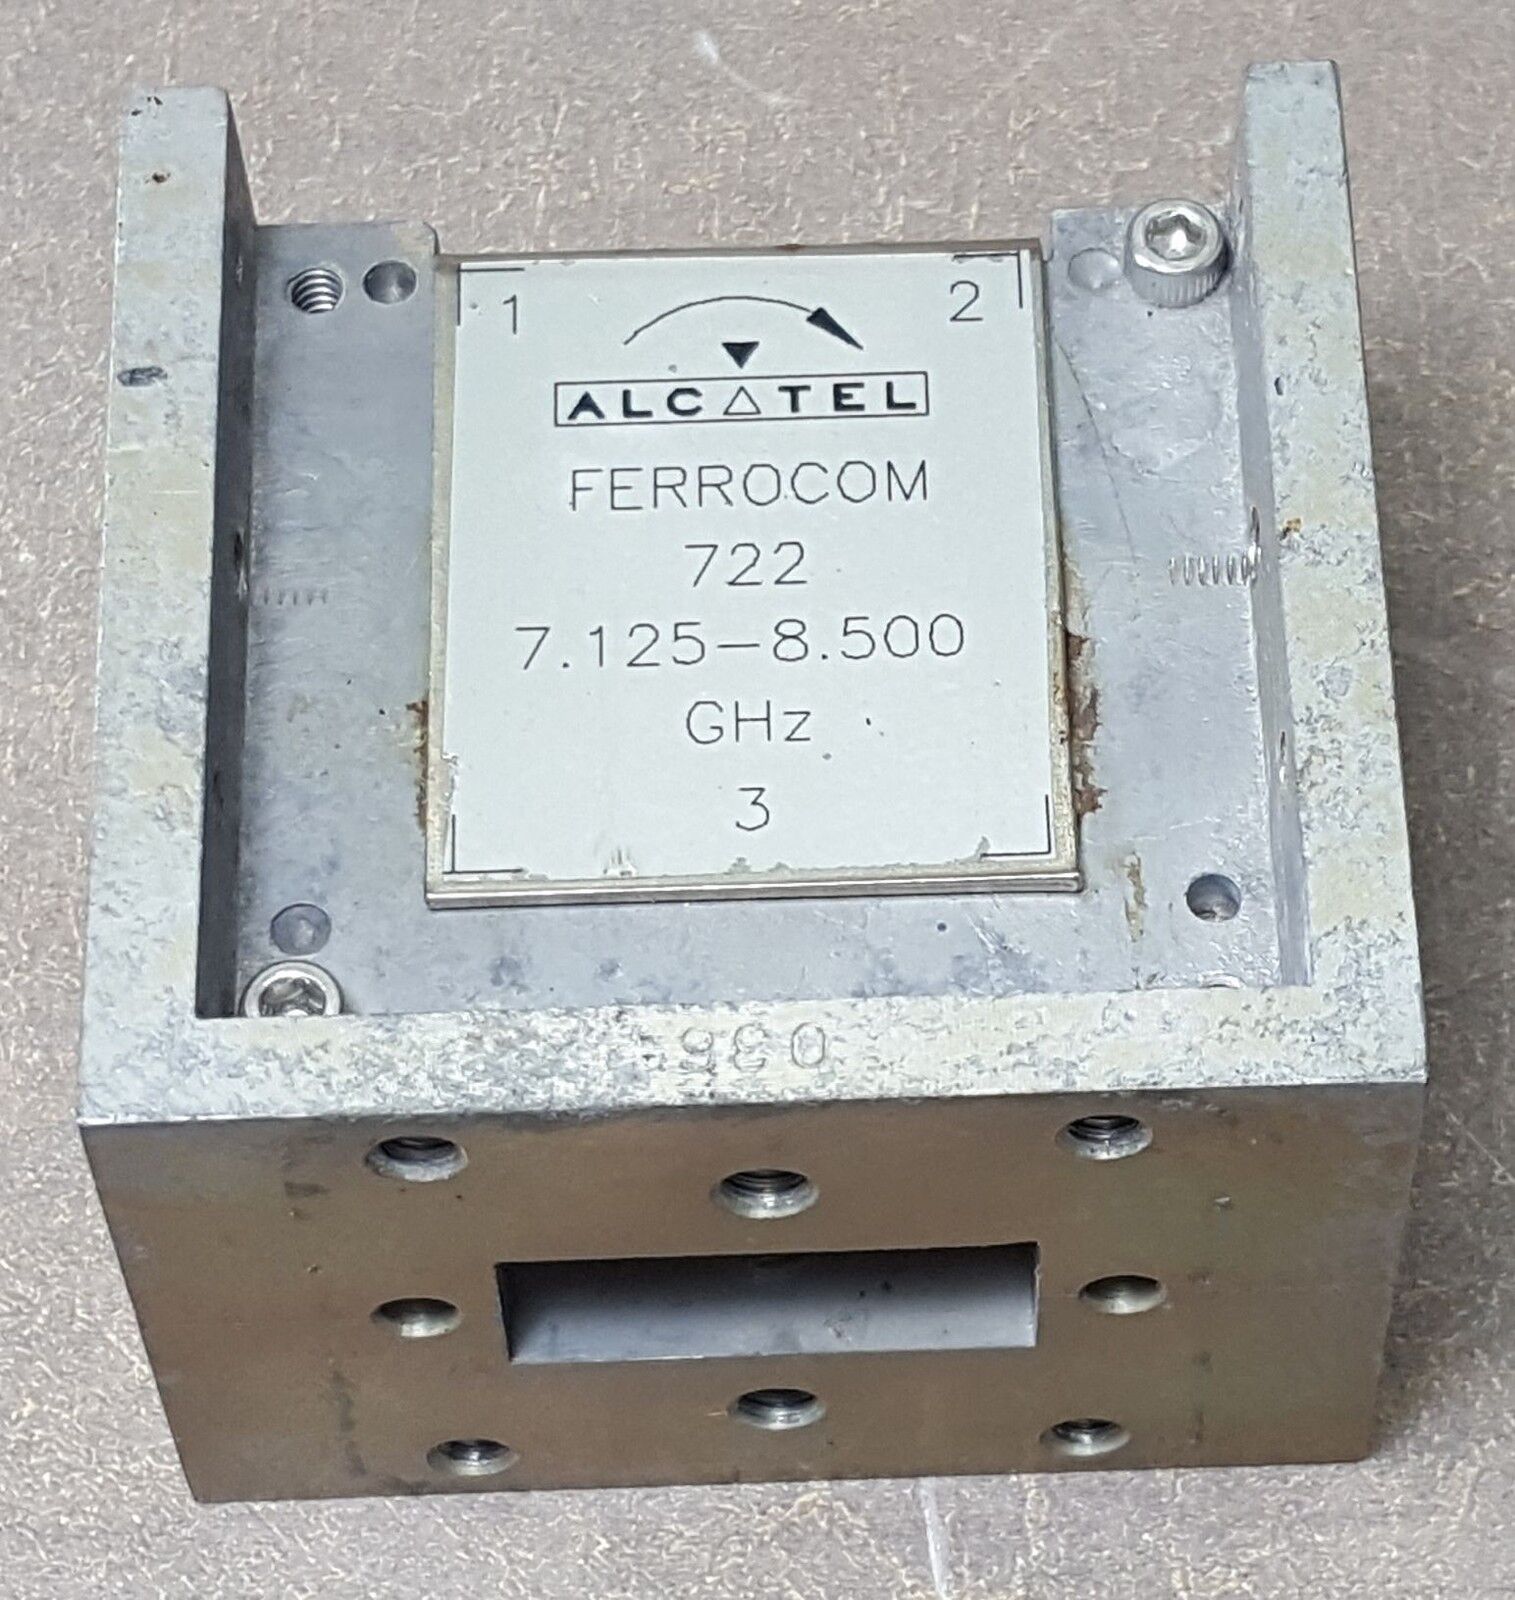 1 2
ALCATEL
FERROCOM
722
7.125-8.500
GHz
3